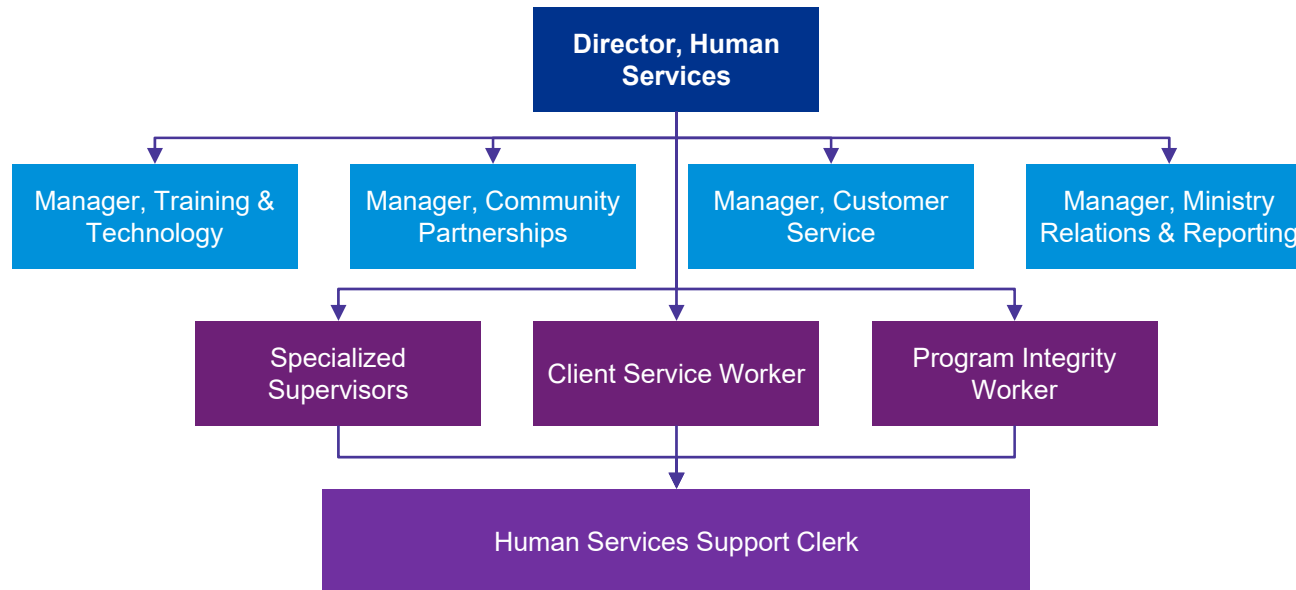 Director, Human
Services
Manager, Training &
Technology
Manager, Community
Partnerships
Manager, Customer
Service
Manager, Ministry
Relations & Reporting
Specialized
Supervisors
Client Service Worker
Program Integrity
Worker
Human Services Support Clerk